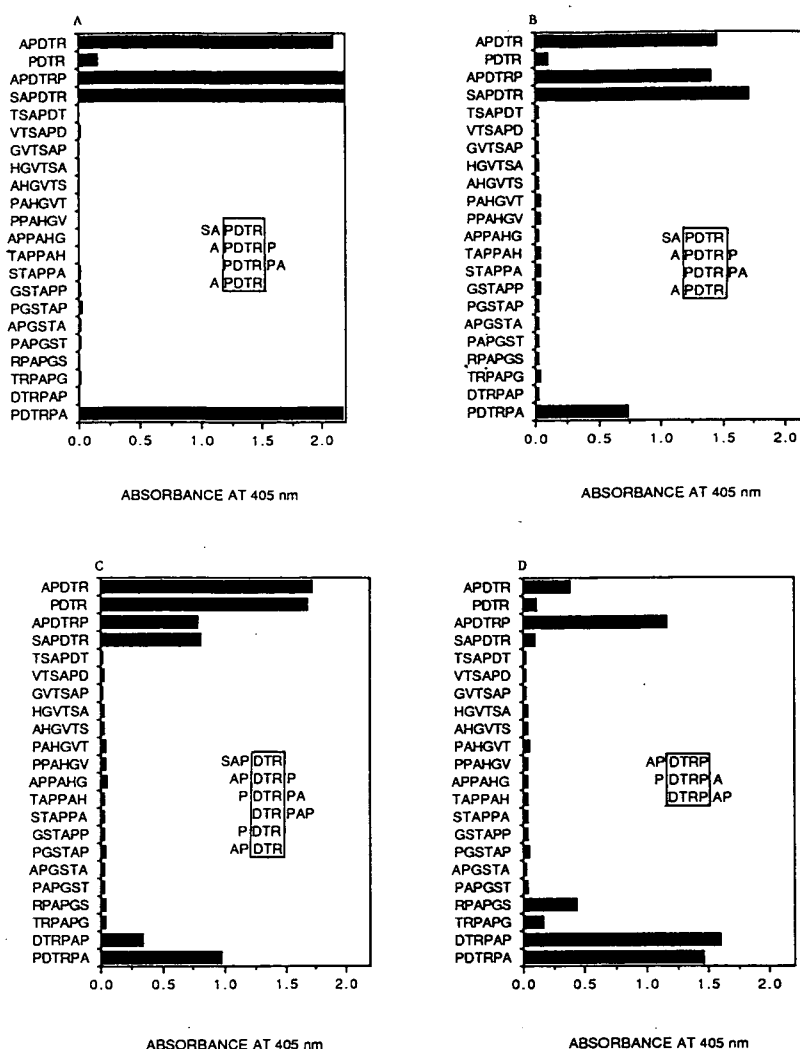 A
APDTR
PDTR
APDTRP
SAPDTR
TSAPDT
VTSAPD
GVTSAP
HGVTSA
AHGVTS
PAHGVT
PPAHGV
APPAHG
TAPPAH
STAPPA
GSTAPP
PGSTAP
APGSTA
PAPGST
RPAPGS
TRPAPG
DTRPAP
PDTRPA
SA PDTR
A PDTR P
PDTR PA
A PDTR
0.0 0.5 1.0 1.5 2.0
ABSORBANCE AT 405 nm
B
APDTR
PDTR
APDTRP
SAPDTR
TSAPDT
VTSAPD
GVTSAP
HGVTSA
AHGVTS
PAHGVT
PPAHGV
APPAHG
TAPPAH
STAPPA
GSTAPP
PGSTAP
APGSTA
PAPGST
RPAPGS
TRPAPG
DTRPAP
PDTRPA
SA PDTR
A PDTR P
PDTR PA
A PDTR
0.0 0.5 1.0 1.5 2.0
ABSORBANCE AT 405 nm
C
APDTR
PDTR
APDTRP
SAPDTR
TSAPDT
VTSAPD
GVTSAP
HGVTSA
AHGVTS
PAHGVT
PPAHGV
APPAHG
TAPPAH
STAPPA
GSTAPP
PGSTAP
APGSTA
PAPGST
RPAPGS
TRPAPG
DTRPAP
PDTRPA
SAP DTR
AP DTR P
P DTR PA
DTR PAP
P DTR
AP DTR
0.0 0.5 1.0 1.5 2.0
ABSORBANCE AT 405 nm
D
APDTR
PDTR
APDTRP
SAPDTR
TSAPDT
VTSAPD
GVTSAP
HGVTSA
AHGVTS
PAHGVT
PPAHGV
APPAHG
TAPPAH
STAPPA
GSTAPP
PGSTAP
APGSTA
PAPGST
RPAPGS
TRPAPG
DTRPAP
PDTRPA
AP DTRP
P DTRP A
DTRP AP
0.0 0.5 1.0 1.5 2.0
ABSORBANCE AT 405 nm